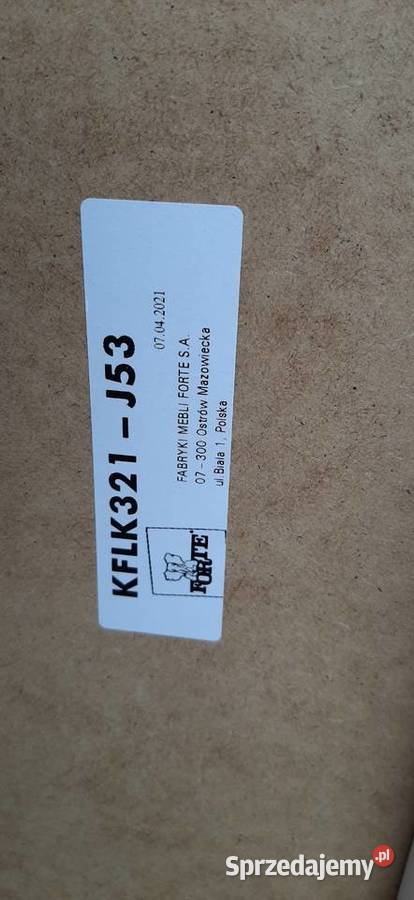 KFLK321 – J53
07.04.2021
FABRYKI MEBLI FORTE S.A.
07 – 300 Ostrów Mazowiecka
ul.Biała 1, Polska
FORTE
Sprzedajemy.pl